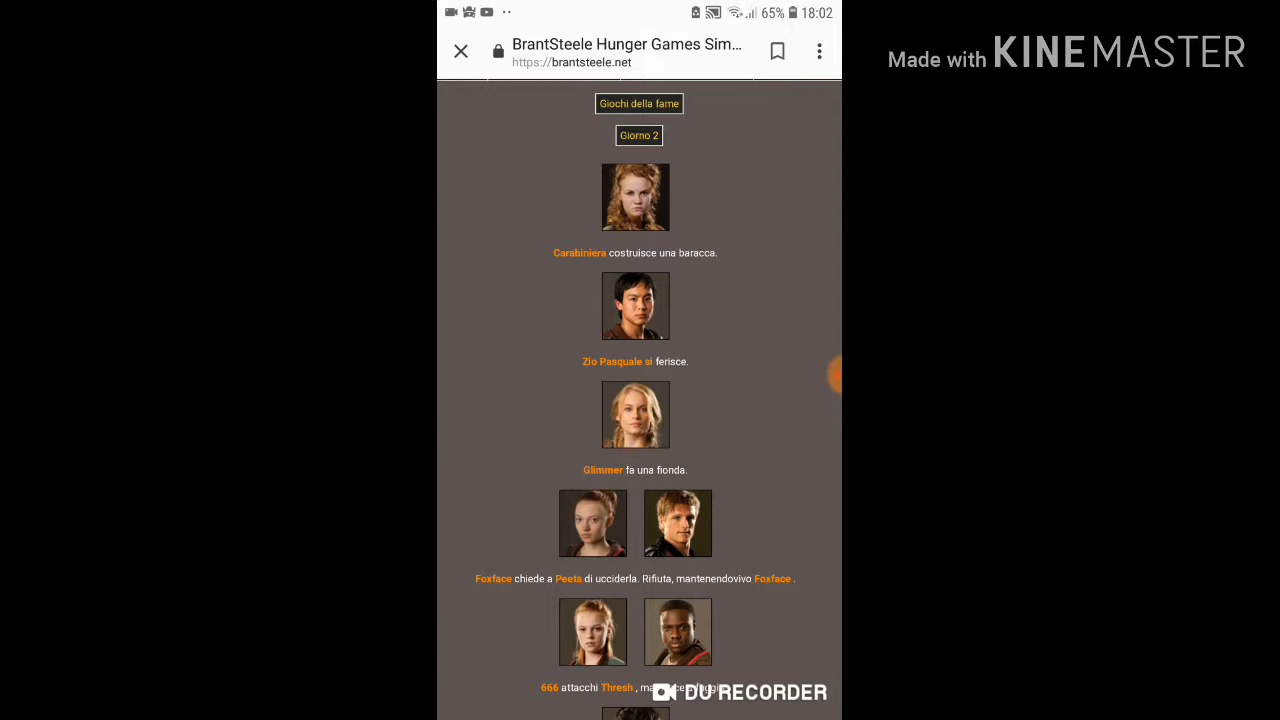 65% 18:02
BrantSteele Hunger Games Sim...
https://brantsteele.net
Made with KINEMASTER
Giochi della fame
Giorno 2
Carabiniera costruisce una baracca.
Zio Pasquale si ferisce.
Glimmer fa una fionda.
Foxface chiede a Peeta di ucciderla. Rifiuta, mantenendovivo Foxface .
666 attacchi Thresh , ma
DU RECORDER